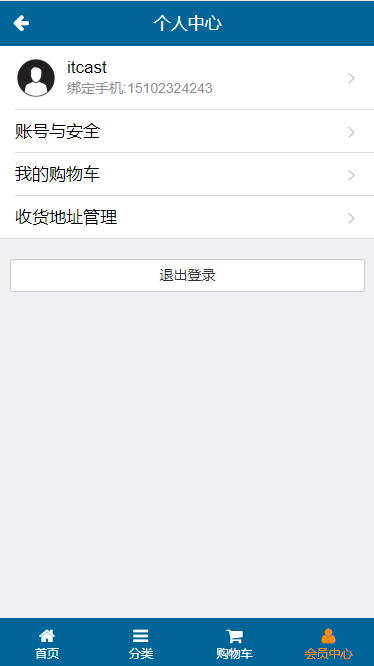 个人中心
itcast
绑定手机:15102324243
账号与安全
我的购物车
收货地址管理
退出登录
首页 分类 购物车 会员中心